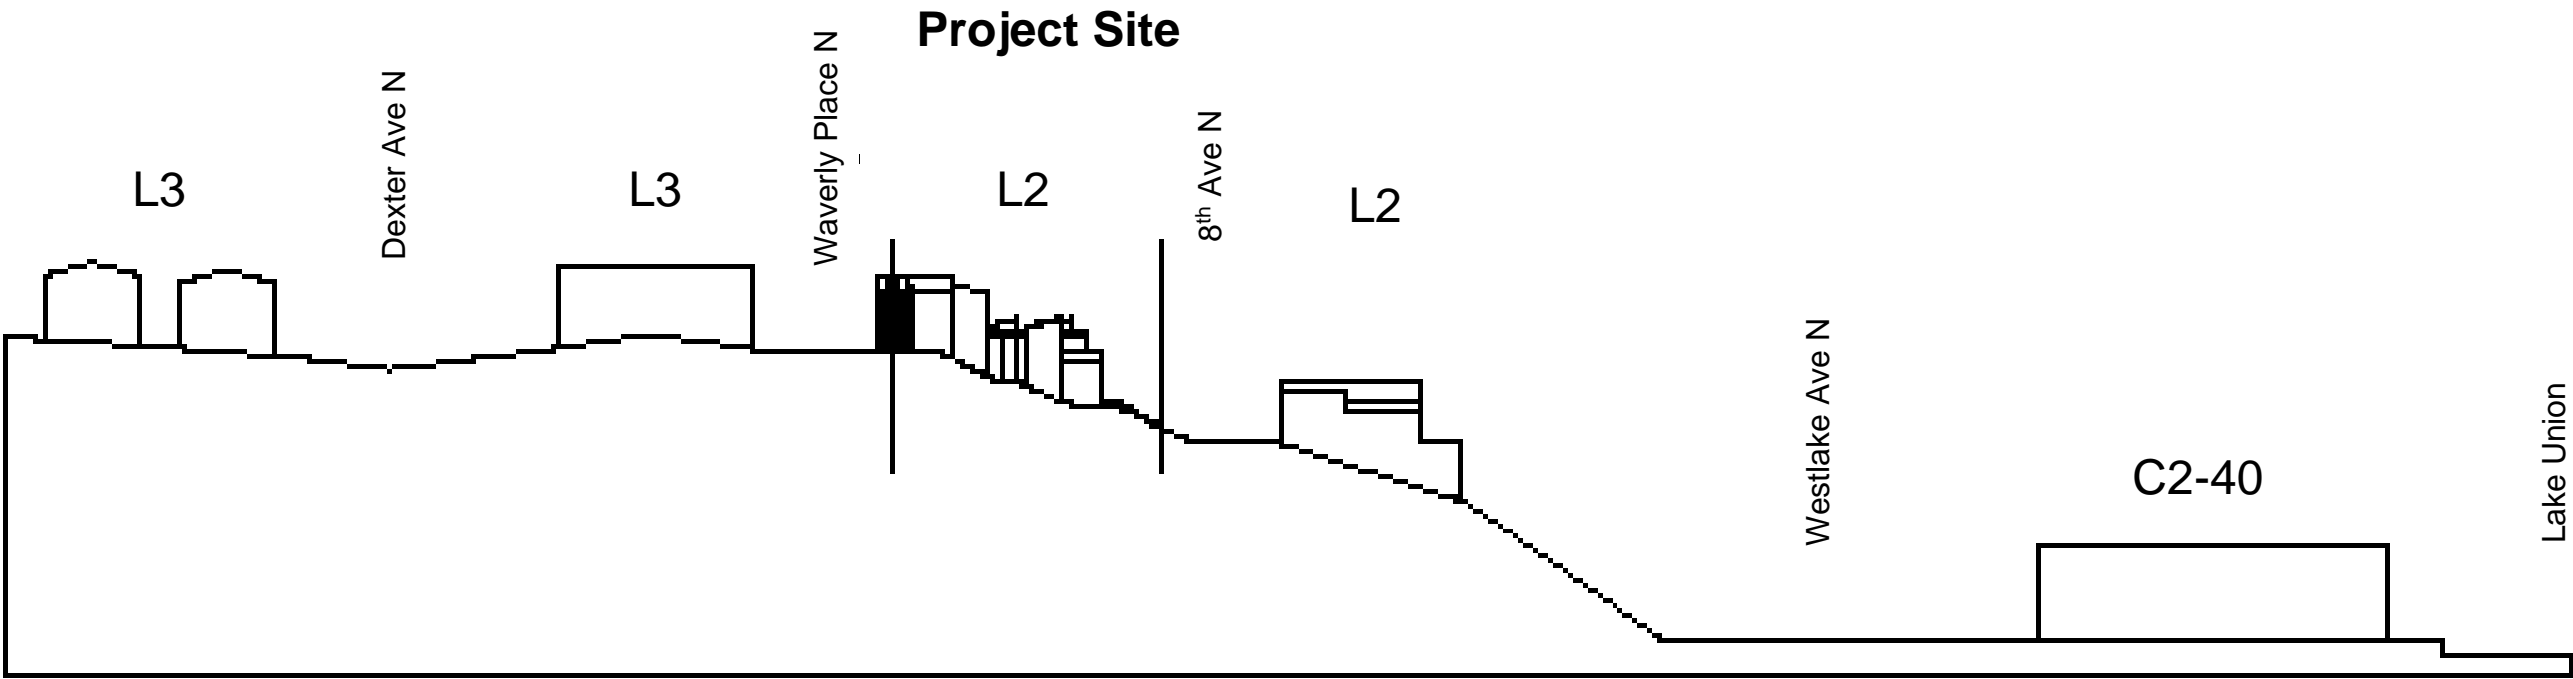 Project Site
Dexter Ave N
Waverly Place N
8th Ave N
L3
L3
L2
L2
Westlake Ave N
Lake Union
C2-40